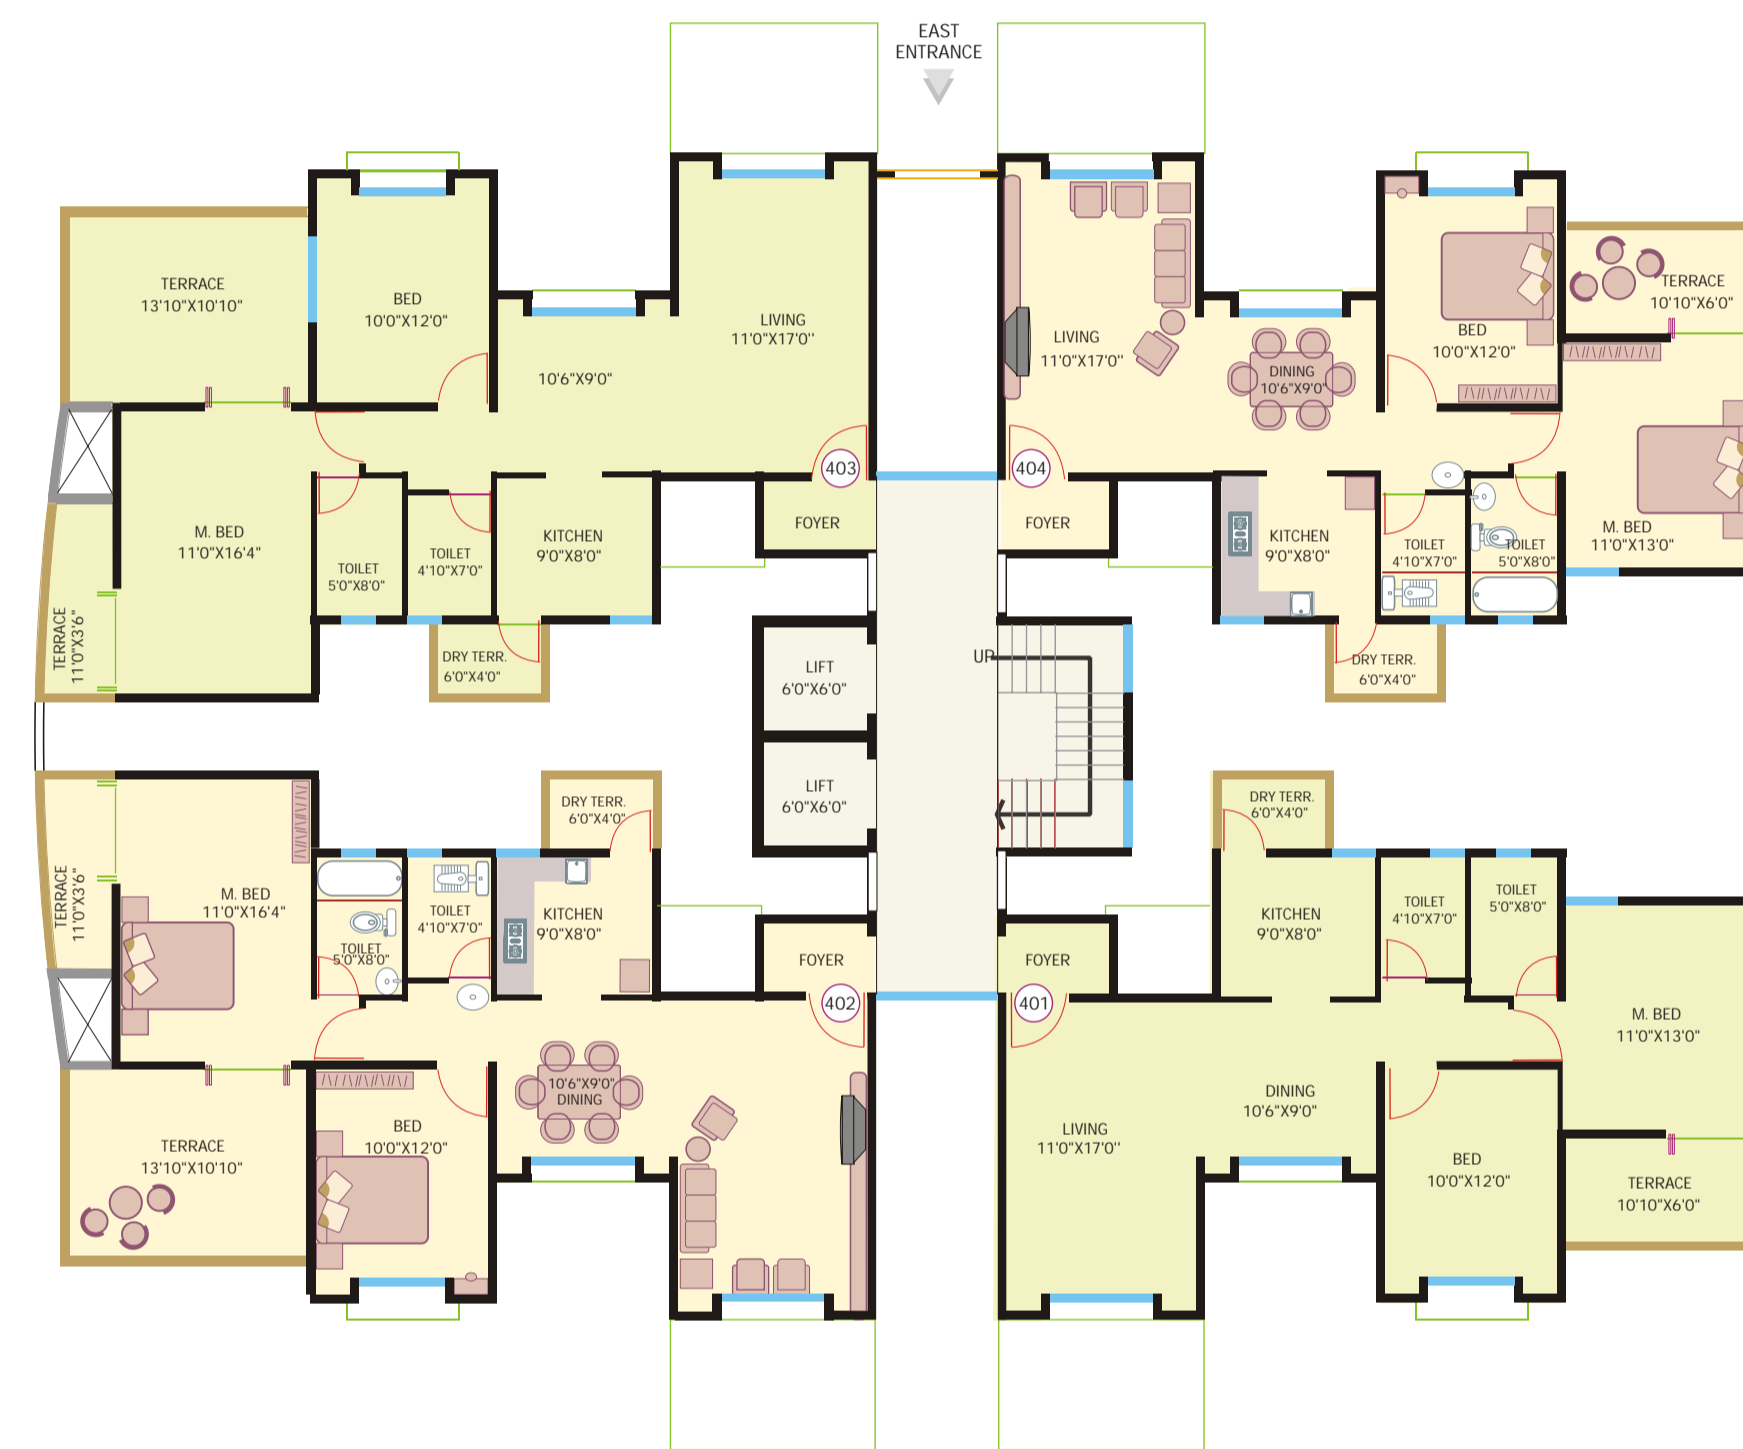 EAST
ENTRANCE
TERRACE
13'10"X10'10"
BED
10'0"X12'0"
10'6"X9'0"
LIVING
11'0"X17'0"
403
FOYER
M. BED
11'0"X16'4"
TOILET
5'0"X8'0"
TOILET
4'10"X7'0"
KITCHEN
9'0"X8'0"
TERRACE
11'0"X3'6"
DRY TERR.
6'0"X4'0"
LIVING
11'0"X17'0"
DINING
10'6"X9'0"
BED
10'0"X12'0"
TERRACE
10'10"X6'0"
404
FOYER
KITCHEN
9'0"X8'0"
TOILET
4'10"X7'0"
TOILET
5'0"X8'0"
M. BED
11'0"X13'0"
DRY TERR.
6'0"X4'0"
LIFT
6'0"X6'0"
UP
LIFT
6'0"X6'0"
TERRACE
11'0"X3'6"
M. BED
11'0"X16'4"
TOILET
5'0"X8'0"
TOILET
4'10"X7'0"
KITCHEN
9'0"X8'0"
DRY TERR.
6'0"X4'0"
FOYER
402
10'6"X9'0"
DINING
BED
10'0"X12'0"
TERRACE
13'10"X10'10"
DRY TERR.
6'0"X4'0"
KITCHEN
9'0"X8'0"
TOILET
4'10"X7'0"
TOILET
5'0"X8'0"
FOYER
401
M. BED
11'0"X13'0"
DINING
10'6"X9'0"
LIVING
11'0"X17'0"
BED
10'0"X12'0"
TERRACE
10'10"X6'0"